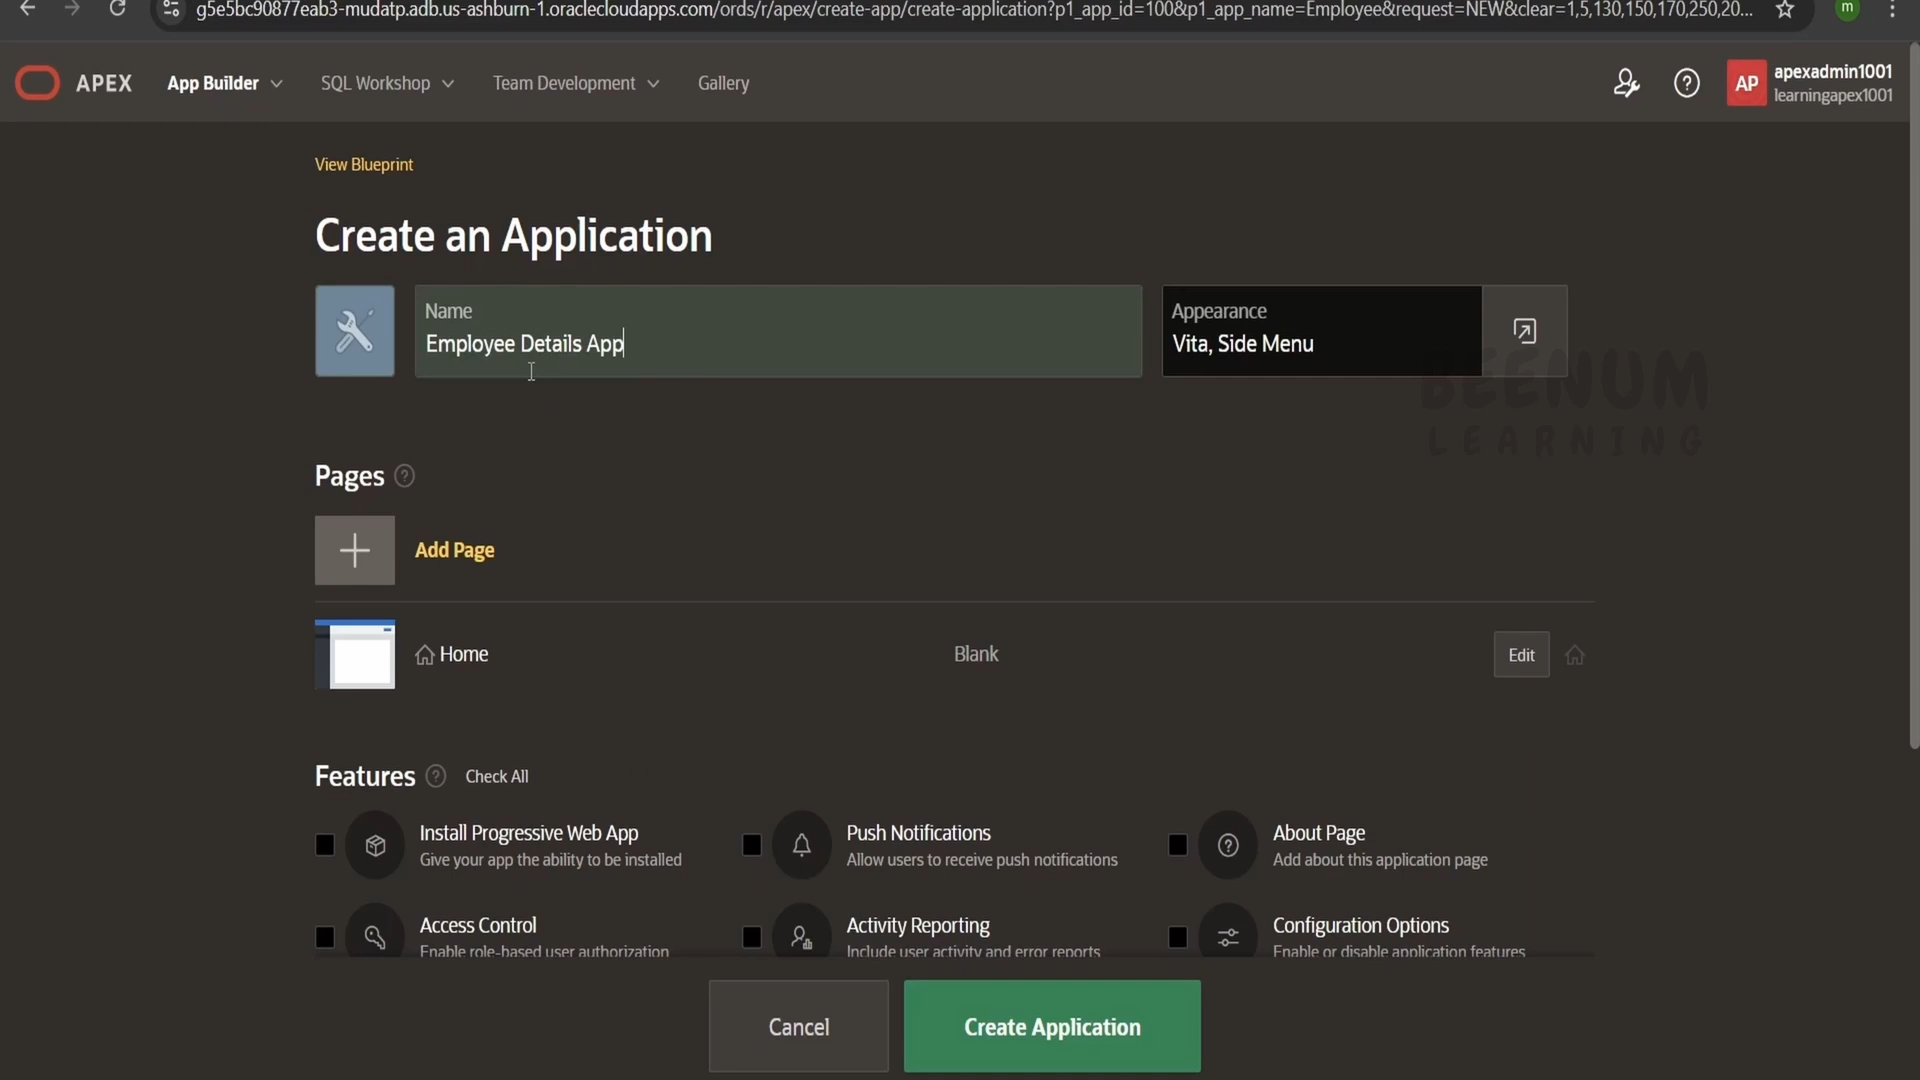 g5e5bc90877eab3-mudatp.adb.us-ashburn-1.oraclecloudapps.com/ords/r/apex/create-app/create-application?p1_app_id=100&p1_app_name=Employee&request=NEW&clear=1,5,130,150,170,250,20...
m
APEX
App Builder
SQL Workshop
Team Development
Gallery
AP
apexadmin1001
learningapex1001
View Blueprint
Create an Application
Name
Employee Details App
Appearance
Vita, Side Menu
BEENUM
LEARNING
Pages
Add Page
Home
Blank
Edit
Features
Check All
Install Progressive Web App
Give your app the ability to be installed
Push Notifications
Allow users to receive push notifications
About Page
Add about this application page
Access Control
Enable role-based user authorization
Activity Reporting
Include user activity and error reports
Configuration Options
Enable or disable application features
Cancel
Create Application